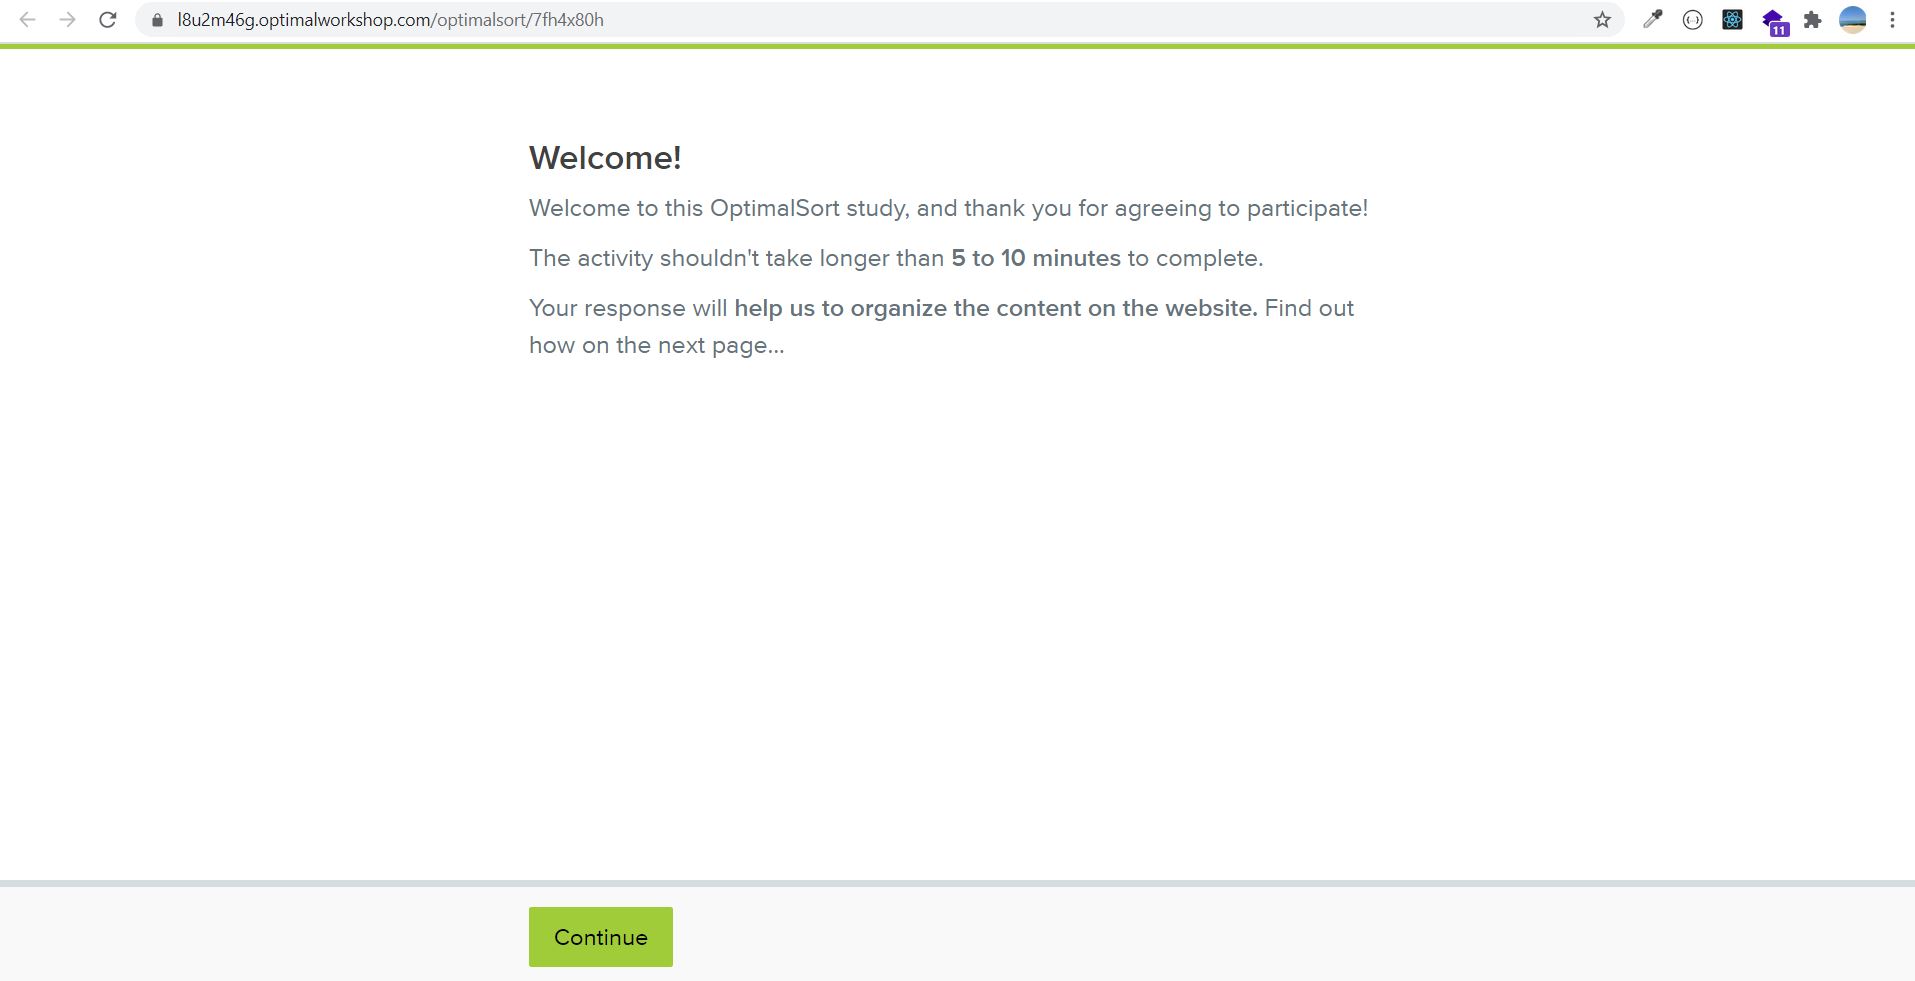 l8u2m46g.optimalworkshop.com/optimalsort/7fh4x80h
11
Welcome!
Welcome to this OptimalSort study, and thank you for agreeing to participate!
The activity shouldn't take longer than 5 to 10 minutes to complete.
Your response will help us to organize the content on the website. Find out
how on the next page...
Continue